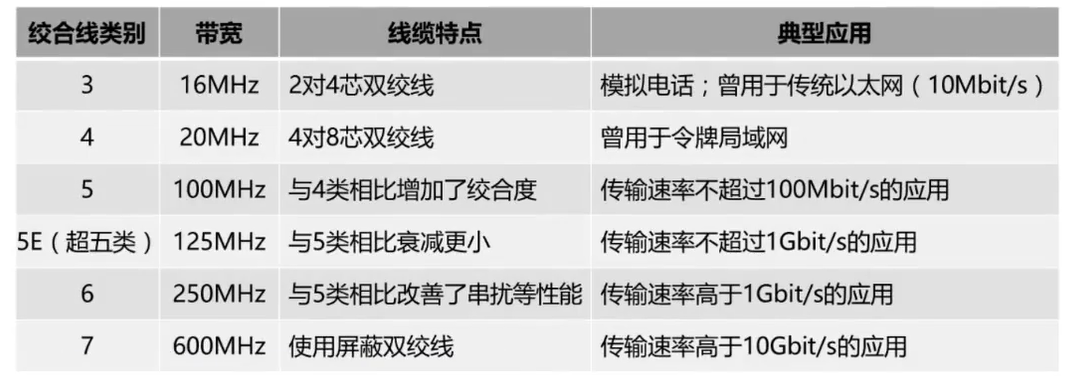 绞合线类别 带宽 线缆特点 典型应用
3 16MHz 2对4芯双绞线 模拟电话；曾用于传统以太网（10Mbit/s）
4 20MHz 4对8芯双绞线 曾用于令牌局域网
5 100MHz 与4类相比增加了绞合度 传输速率不超过100Mbit/s的应用
5E（超五类） 125MHz 与5类相比衰减更小 传输速率不超过1Gbit/s的应用
6 250MHz 与5类相比改善了串扰等性能 传输速率高于1Gbit/s的应用
7 600MHz 使用屏蔽双绞线 传输速率高于10Gbit/s的应用